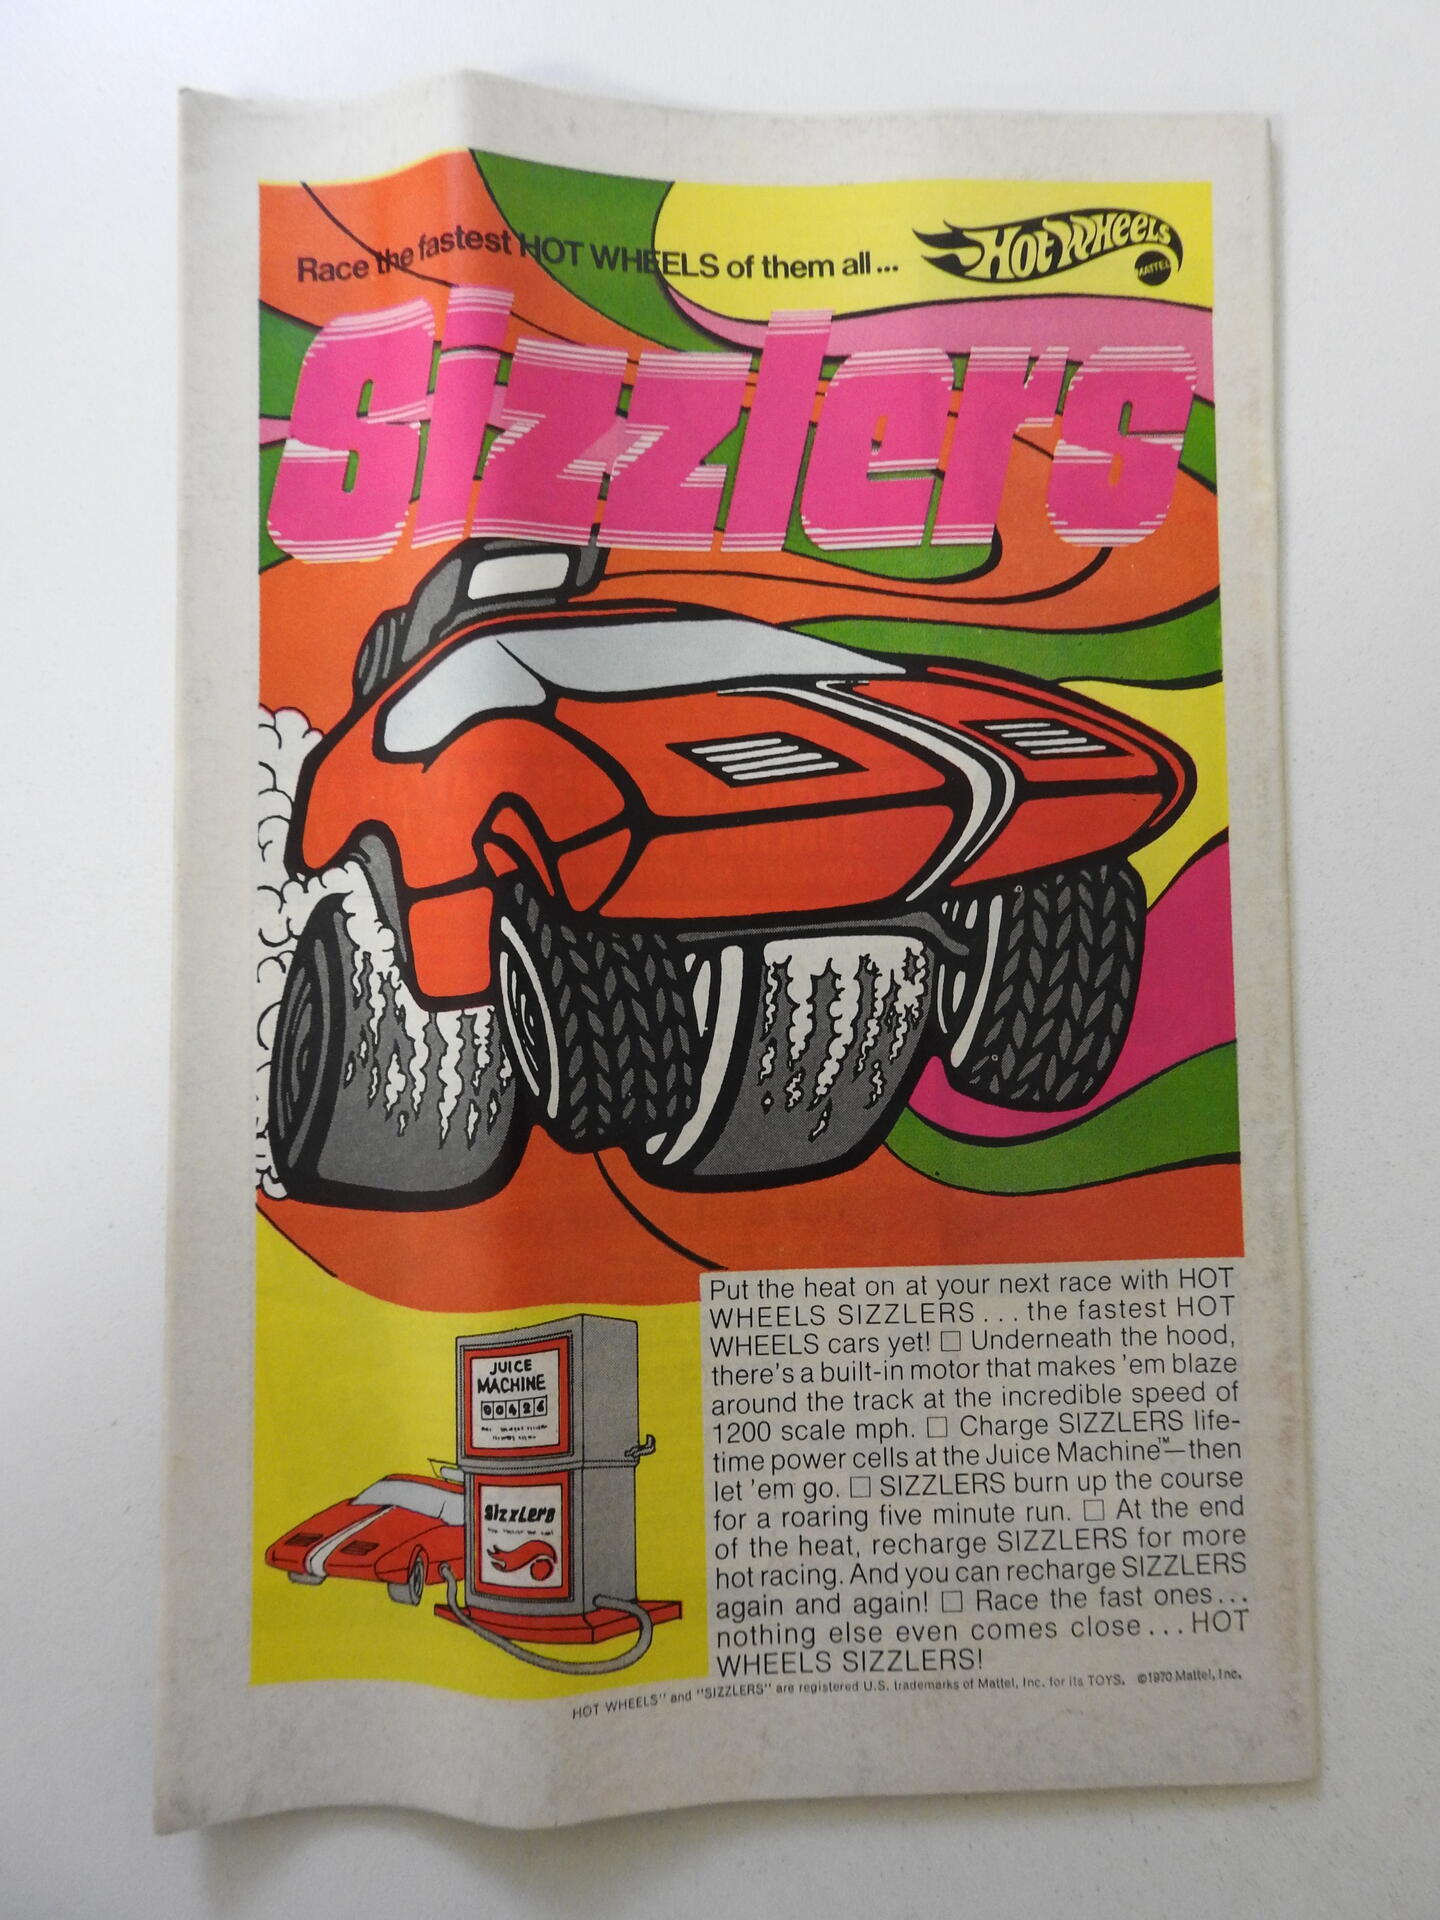 Race the fastest HOT WHEELS of them all...
HOT WHEELS
MATTEL
Sizzlers
Put the heat on at your next race with HOT
WHEELS SIZZLERS... the fastest HOT
WHEELS cars yet! □ Underneath the hood,
there's a built-in motor that makes 'em blaze
around the track at the incredible speed of
1200 scale mph. □ Charge SIZZLERS life-
time power cells at the Juice Machine™—then
let 'em go. □ SIZZLERS burn up the course
for a roaring five minute run. □ At the end
of the heat, recharge SIZZLERS for more
hot racing. And you can recharge SIZZLERS
again and again! □ Race the fast ones...
nothing else even comes close... HOT
WHEELS SIZZLERS!
JUICE
MACHINE
00426
Sizzlers
HOT WHEELS" and "SIZZLERS" are registered U.S. trademarks of Mattel, Inc. for its TOYS. ©1970 Mattel, Inc.